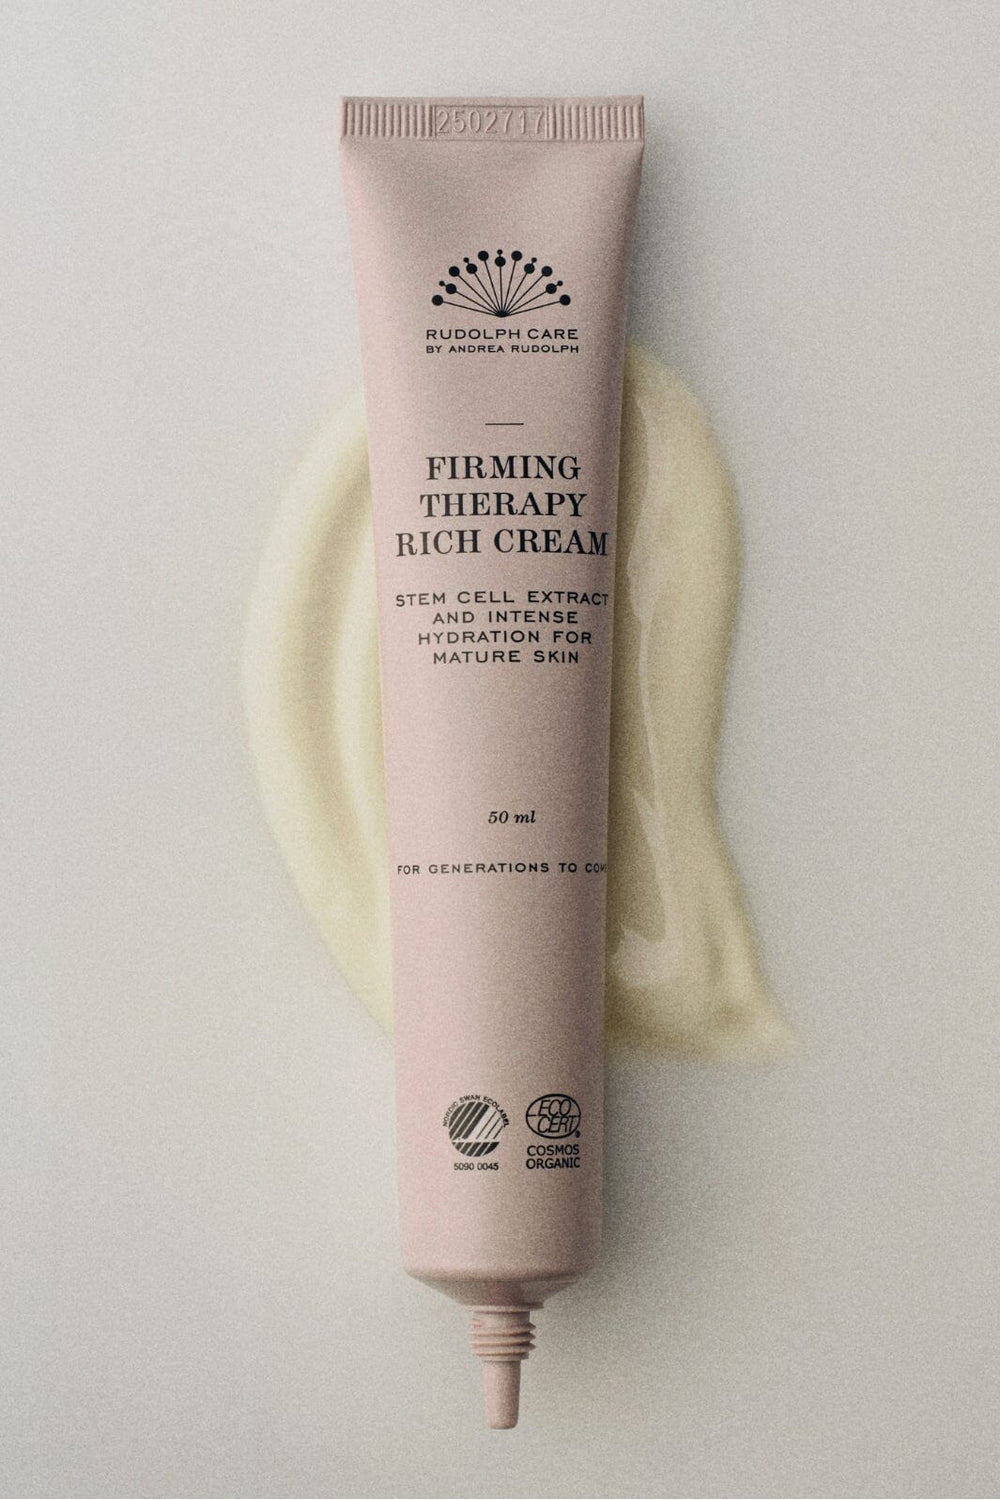 2502717
RUDOLPH CARE
BY ANDREA RUDOLPH
FIRMING
THERAPY
RICH CREAM
STEM CELL EXTRACT
AND INTENSE
HYDRATION FOR
MATURE SKIN
50 ml
FOR GENERATIONS TO COM
NORDIC SWAN ECOLABEL
5090 0045
ECO
CERT
COSMOS
ORGANIC